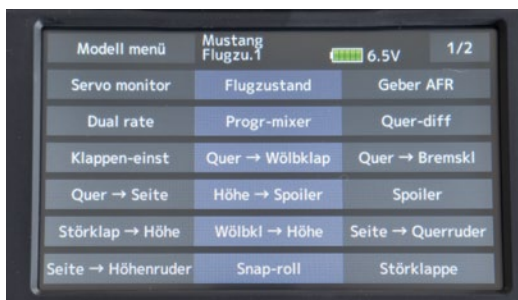 Modell menü Mustang 6.5V 1/2
Flugzu.1
Servo monitor Flugzustand Geber AFR
Dual rate Progr-mixer Quer-diff
Klappen-einst Quer → Wölbklap Quer → Bremskl
Quer → Seite Höhe → Spoiler Spoiler
Störklap → Höhe Wölbkl → Höhe Seite → Querruder
Seite → Höhenruder Snap-roll Störklappe